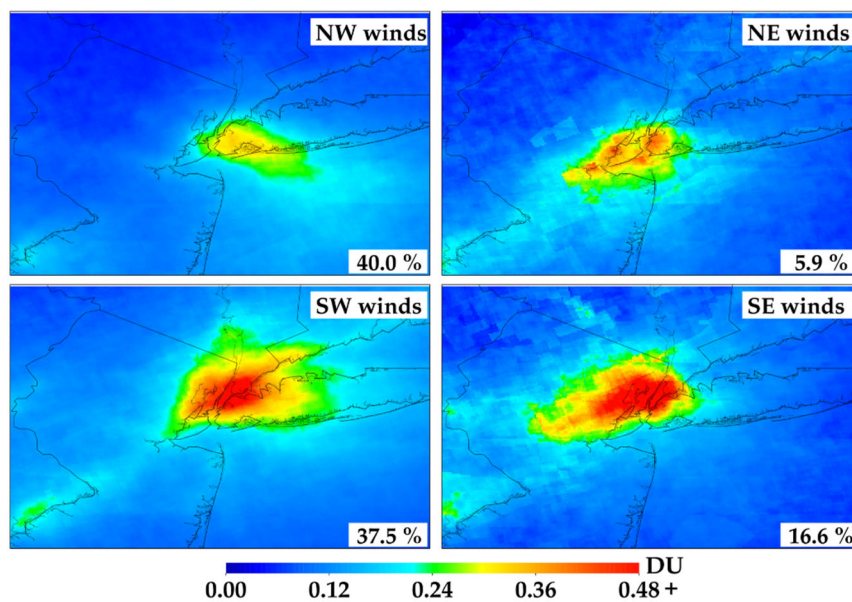 NW winds
40.0 %
NE winds
5.9 %
SW winds
37.5 %
SE winds
16.6 %
DU
0.00 0.12 0.24 0.36 0.48 +